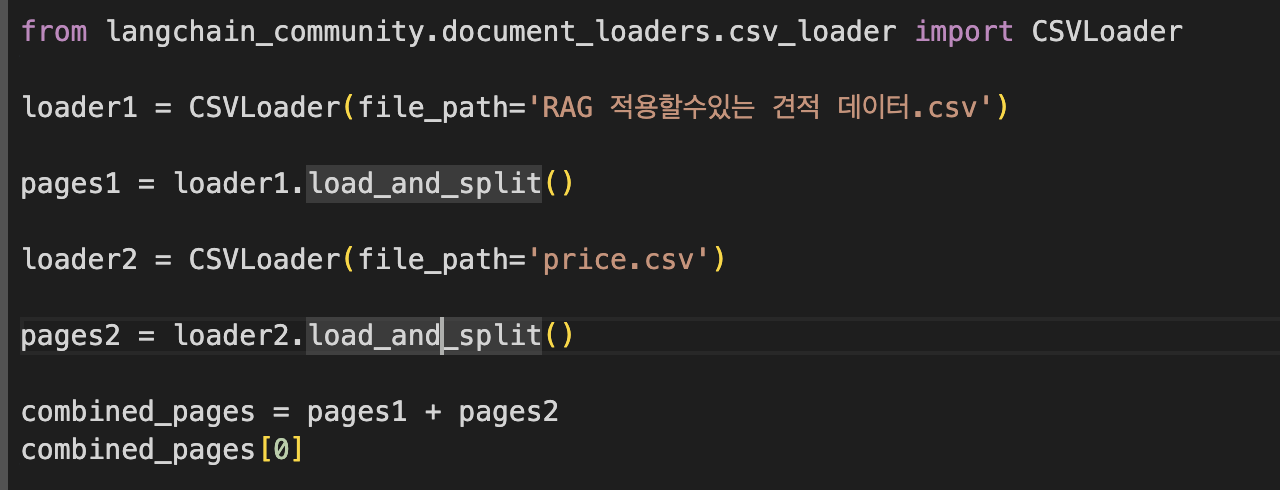 from langchain_community.document_loaders.csv_loader import CSVLoader
loader1 = CSVLoader(file_path='RAG 적용할수있는 견적 데이터.csv')
pages1 = loader1.load_and_split()
loader2 = CSVLoader(file_path='price.csv')
pages2 = loader2.load_and_split()
combined_pages = pages1 + pages2
combined_pages[0]